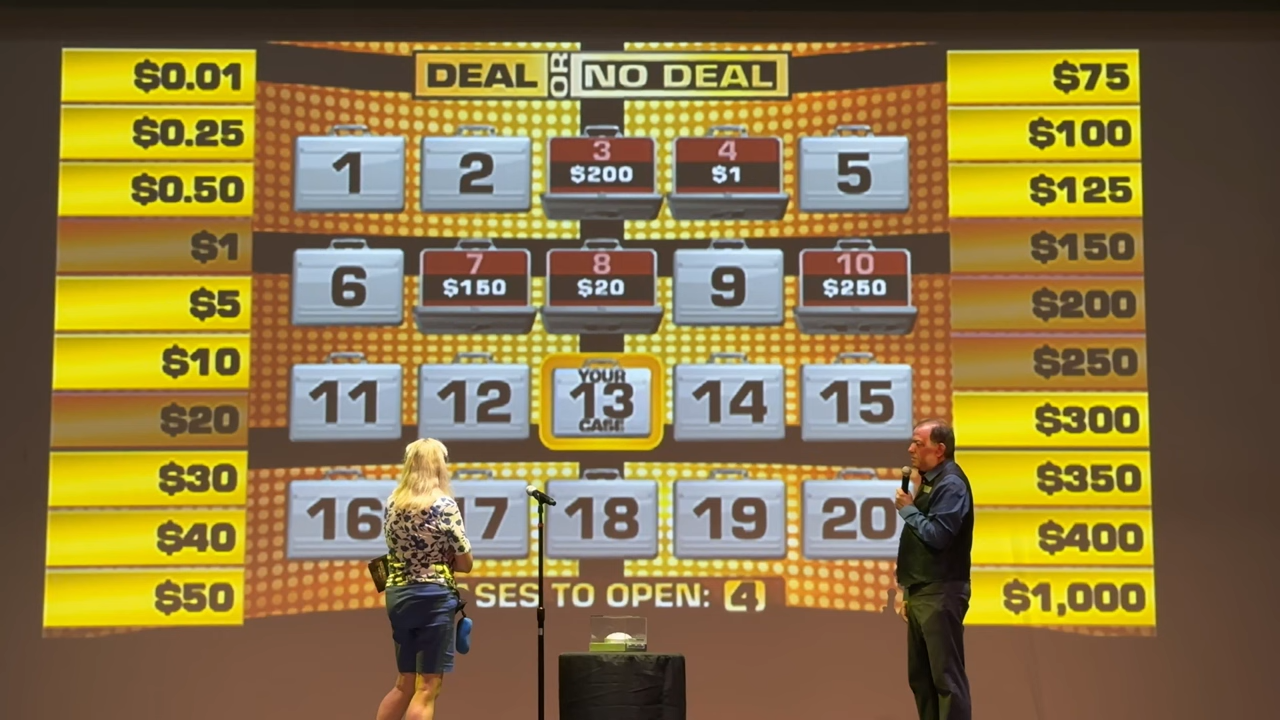 DEAL OR NO DEAL
$0.01
$0.25
$0.50
$1
$5
$10
$20
$30
$40
$50
1 2 3 4 5
$200 $1
6 7 8 9 10
$150 $20 $250
YOUR
11 12 13 14 15
CASE
16 17 18 19 20
SES TO OPEN: 4
$75
$100
$125
$150
$200
$250
$300
$350
$400
$1,000